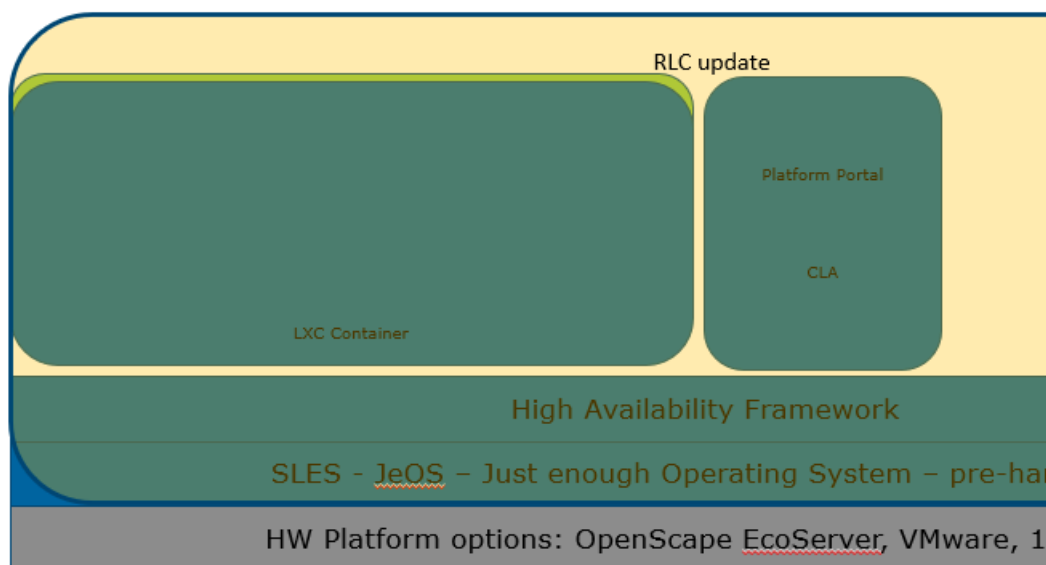 RLC update
Platform Portal
CLA
LXC Container
High Availability Framework
SLES - JeOS – Just enough Operating System – pre-ha
HW Platform options: OpenScape EcoServer, VMware, 1